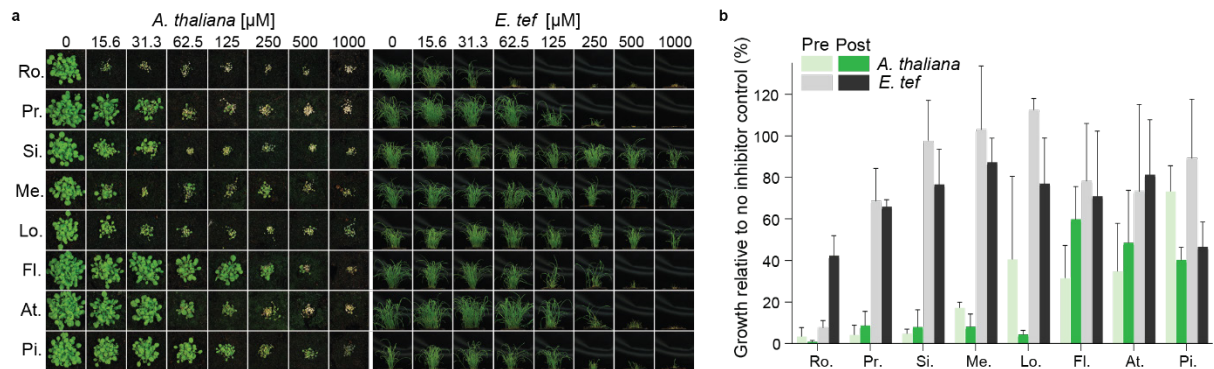 a
A. thaliana [µM]
E. tef [µM]
0 15.6 31.3 62.5 125 250 500 1000
0 15.6 31.3 62.5 125 250 500 1000
Ro.
Pr.
Si.
Me.
Lo.
Fl.
At.
Pi.
b
Growth relative to no inhibitor control (%)
Pre Post
A. thaliana
E. tef
120
100
80
60
40
20
0
Ro. Pr. Si. Me. Lo. Fl. At. Pi.